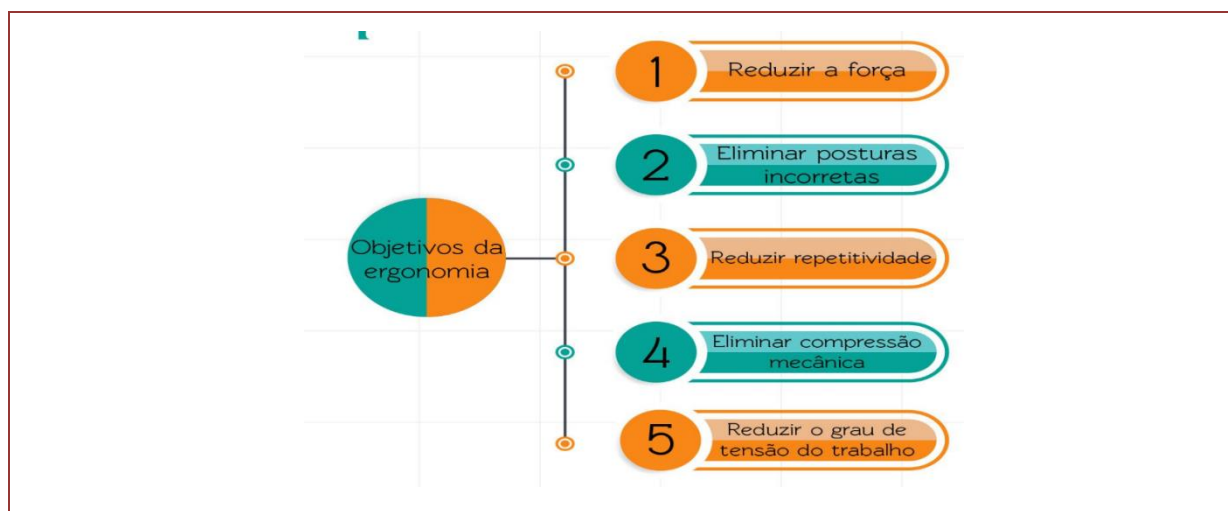 Objetivos da
ergonomia
1
Reduzir a força
2
Eliminar posturas
incorretas
3
Reduzir repetitividade
4
Eliminar compressão
mecânica
5
Reduzir o grau de
tensão do trabalho